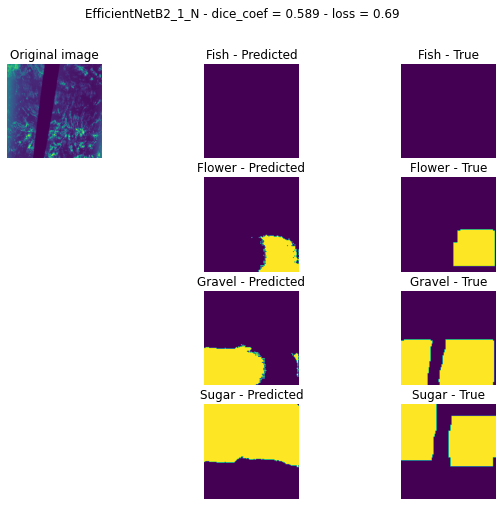 EfficientNetB2_1_N - dice_coef = 0.589 - loss = 0.69
Original image
Fish - Predicted
Fish - True
Flower - Predicted
Flower - True
Gravel - Predicted
Gravel - True
Sugar - Predicted
Sugar - True